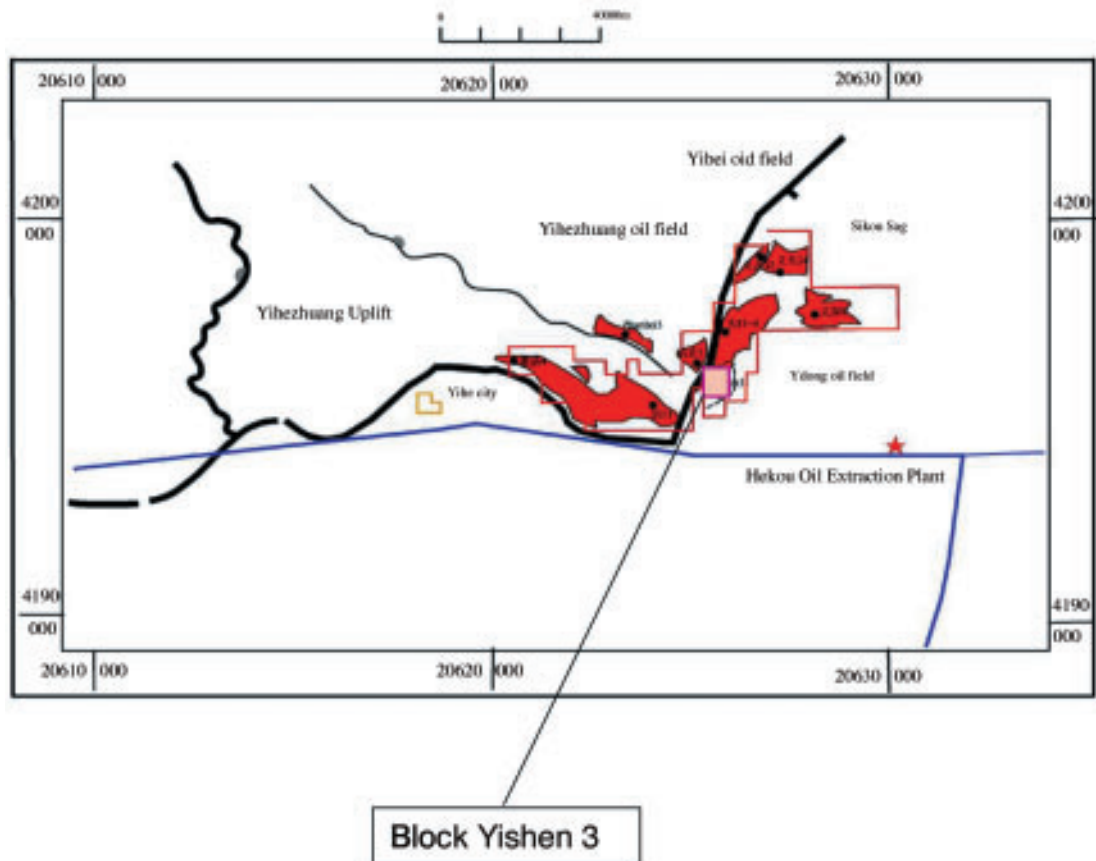 0 4000m
20610 000
20620 000
20630 000
Yibei oid field
4200
000
4200
000
Yihezhuang oil field
Sikou Sag
Yihezhuang Uplift
Ydong oil field
Yihe city
Hekou Oil Extraction Plant
4190
000
4190
000
20610 000
20620 000
20630 000
Block Yishen 3